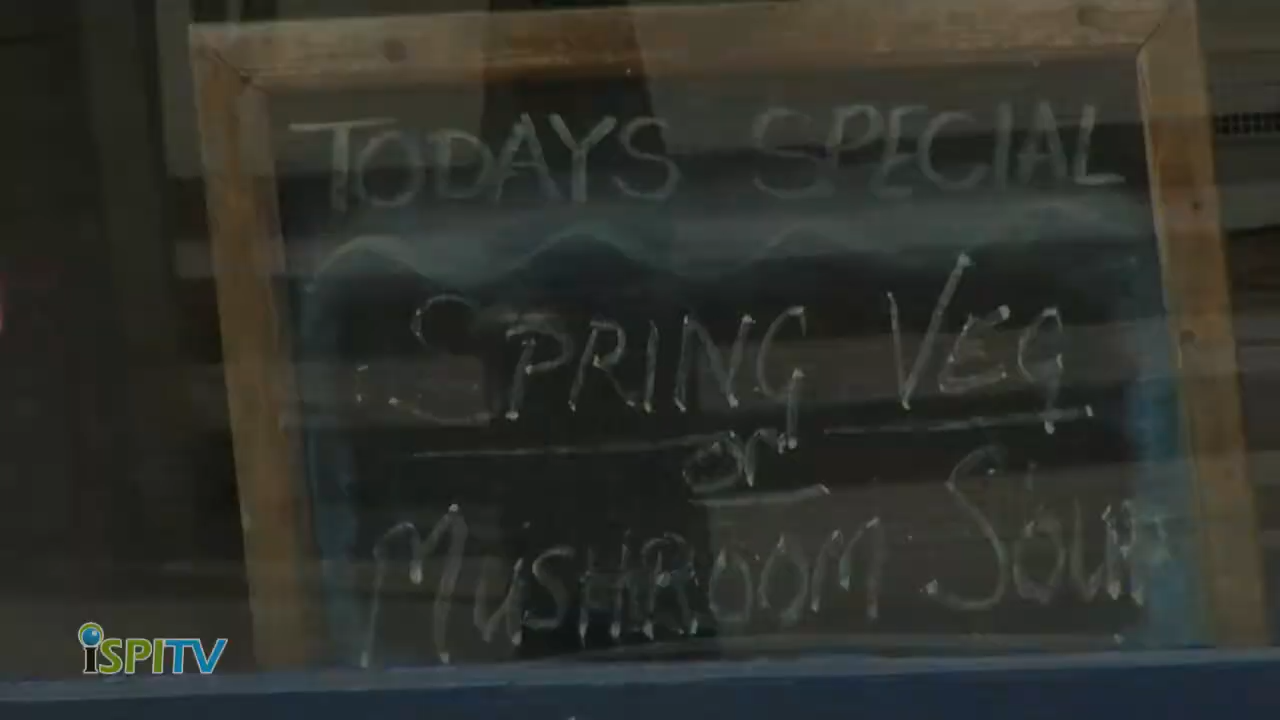 TODAYS SPECIAL
SPRING VEG
or
MUSHROOM SOUP
iSPITV